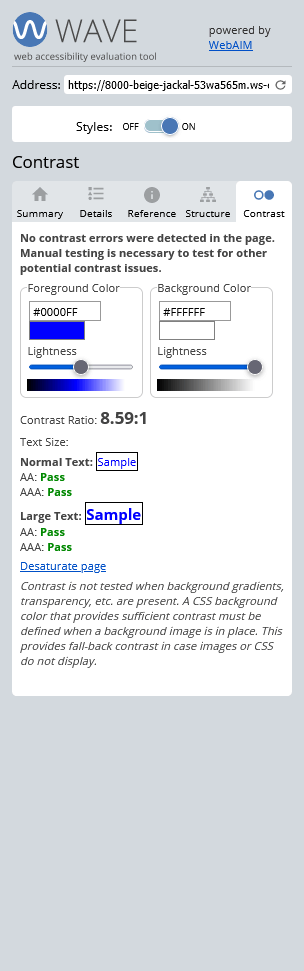 WAVE
web accessibility evaluation tool
powered by
WebAIM
Address: https://8000-beige-jackal-53wa565m.ws-
Styles: OFF ON
Contrast
Summary Details Reference Structure Contrast
No contrast errors were detected in the page.
Manual testing is necessary to test for other
potential contrast issues.
Foreground Color Background Color
#0000FF #FFFFFF
Lightness Lightness
Contrast Ratio: 8.59:1
Text Size:
Normal Text: Sample
AA: Pass
AAA: Pass
Large Text: Sample
AA: Pass
AAA: Pass
Desaturate page
Contrast is not tested when background gradients,
transparency, etc. are present. A CSS background
color that provides sufficient contrast must be
defined when a background image is in place. This
provides fall-back contrast in case images or CSS
do not display.